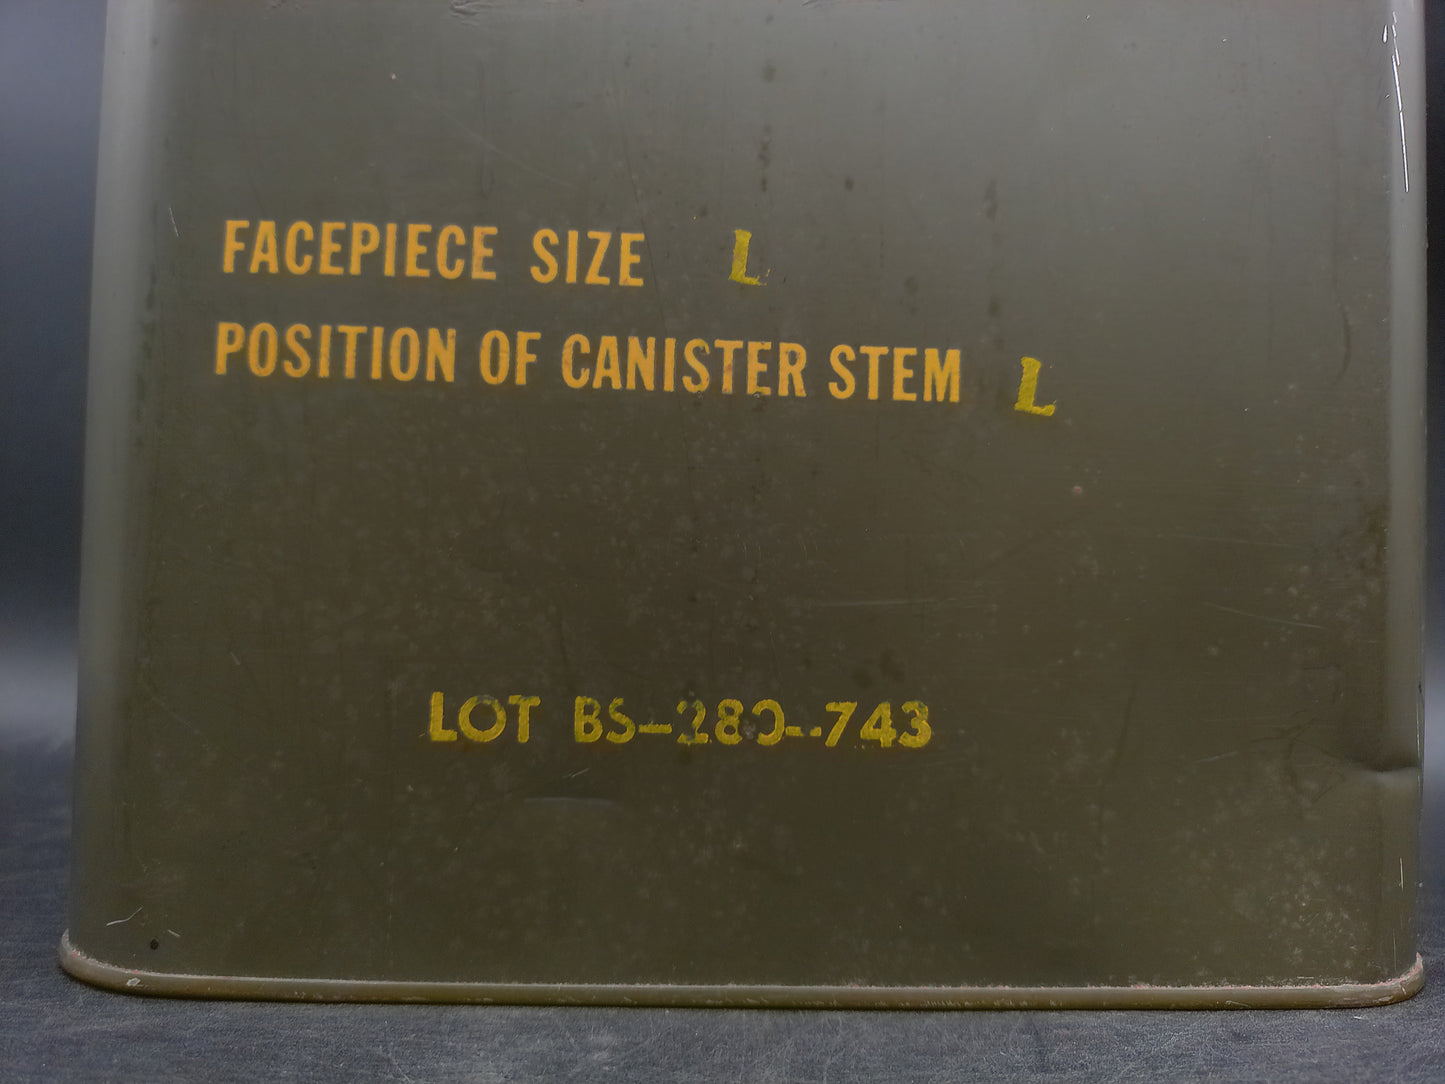 FACEPIECE SIZE L
POSITION OF CANISTER STEM L
LOT BS-280-743